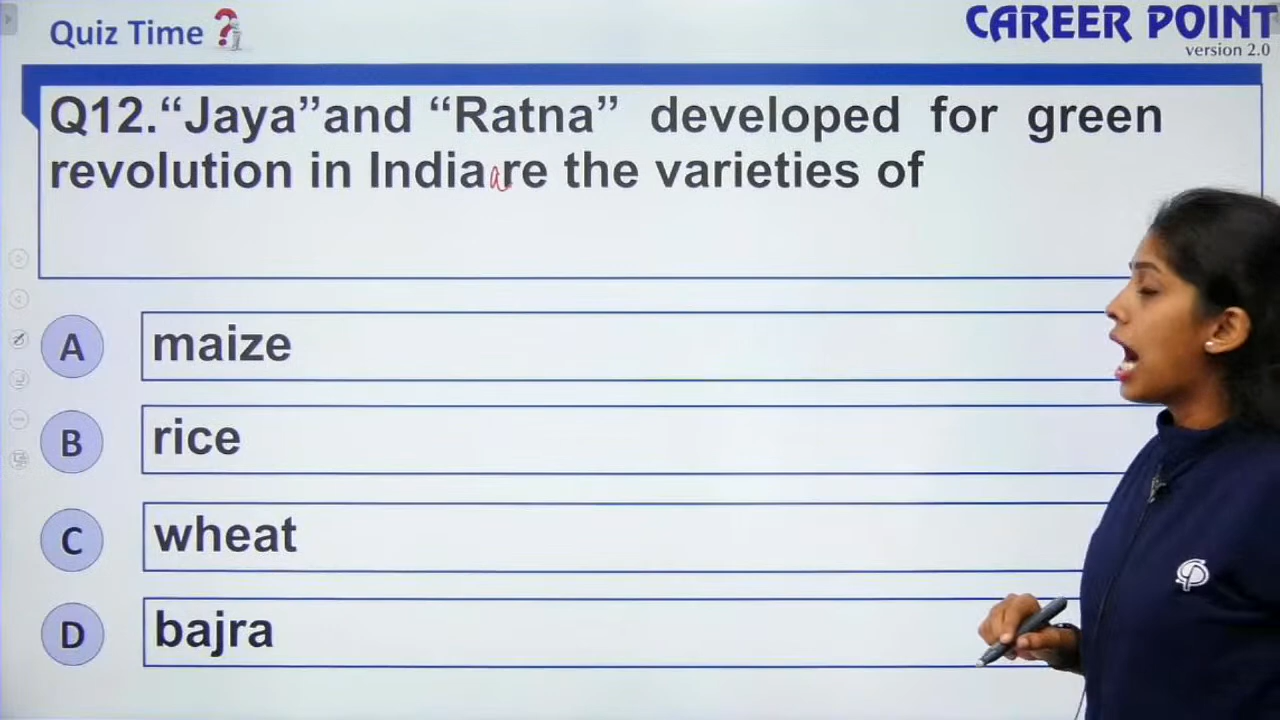 Quiz Time
CAREER POINT
version 2.0
Q12.“Jaya”and “Ratna” developed for green
revolution in India are the varieties of
A maize
B rice
C wheat
D bajra